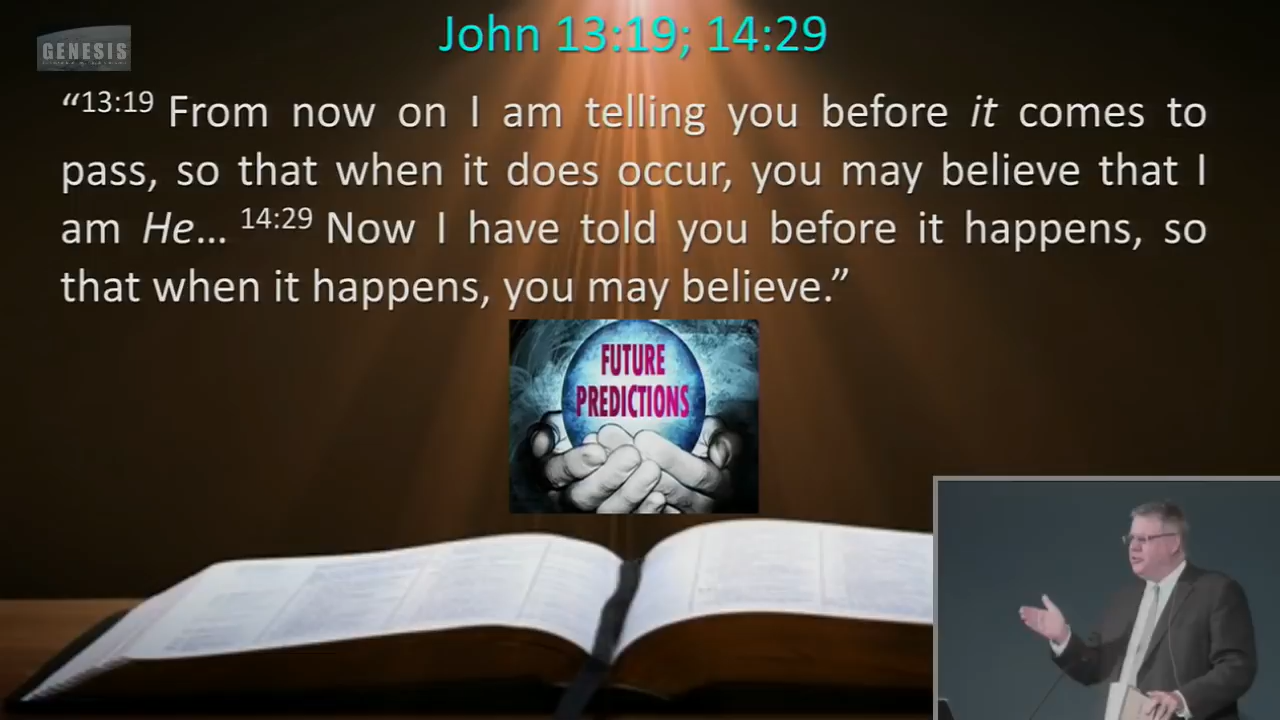 John 13:19; 14:29
GENESIS
“13:19 From now on I am telling you before it comes to
pass, so that when it does occur, you may believe that I
am He… 14:29 Now I have told you before it happens, so
that when it happens, you may believe.”
FUTURE
PREDICTIONS